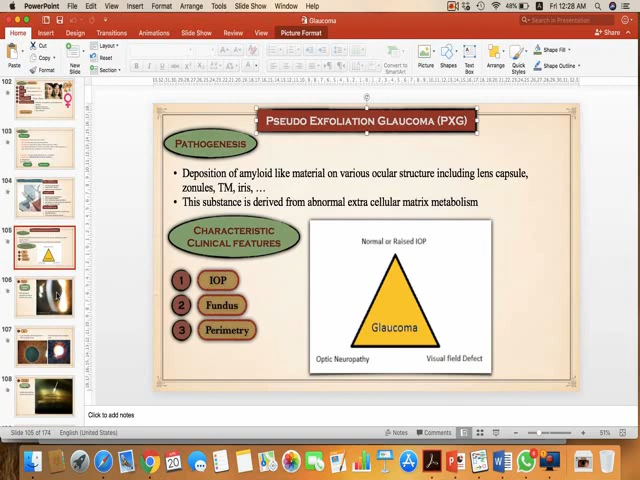 PowerPoint File Edit View Insert Format Arrange Tools Slide Show Window Help
48% Fri 12:28 AM
Glaucoma
Search in Presentation
Home Insert Design Transitions Animations Slide Show Review View Picture Format
Share
Paste Cut Copy Format
New Slide Layout Reset Section
Convert to SmartArt
Picture Shapes Text Box Arrange Quick Styles Shape Fill Shape Outline
102
103
104
105
106
107
108
PSEUDO EXFOLIATION GLAUCOMA (PXG)
PATHOGENESIS
• Deposition of amyloid like material on various ocular structure including lens capsule,
zonules, TM, iris, …
• This substance is derived from abnormal extra cellular matrix metabolism
CHARACTERISTIC
CLINICAL FEATURES
1 IOP
2 Fundus
3 Perimetry
Normal or Raised IOP
Glaucoma
Optic Neuropathy Visual field Defect
Click to add notes
Slide 105 of 174 English (United States) Notes Comments 51%
20